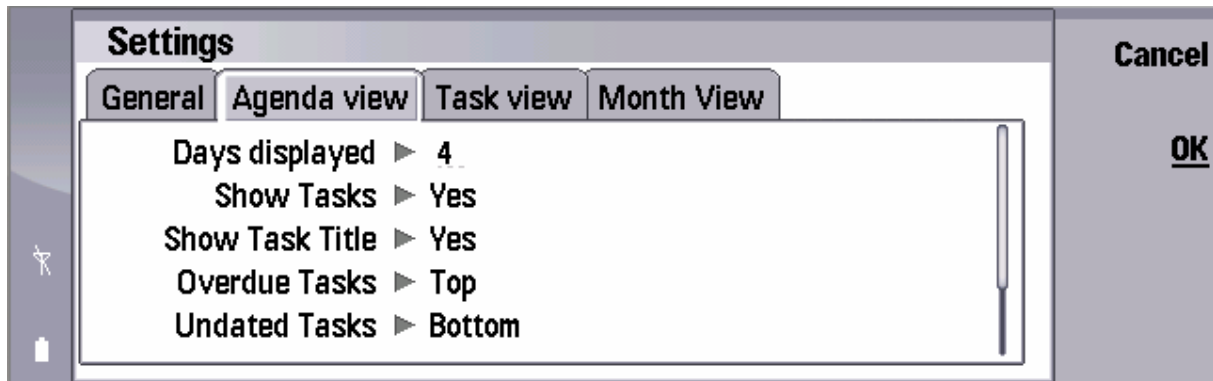 Settings
Cancel
General Agenda view Task view Month View
Days displayed 4
OK
Show Tasks Yes
Show Task Title Yes
Overdue Tasks Top
Undated Tasks Bottom